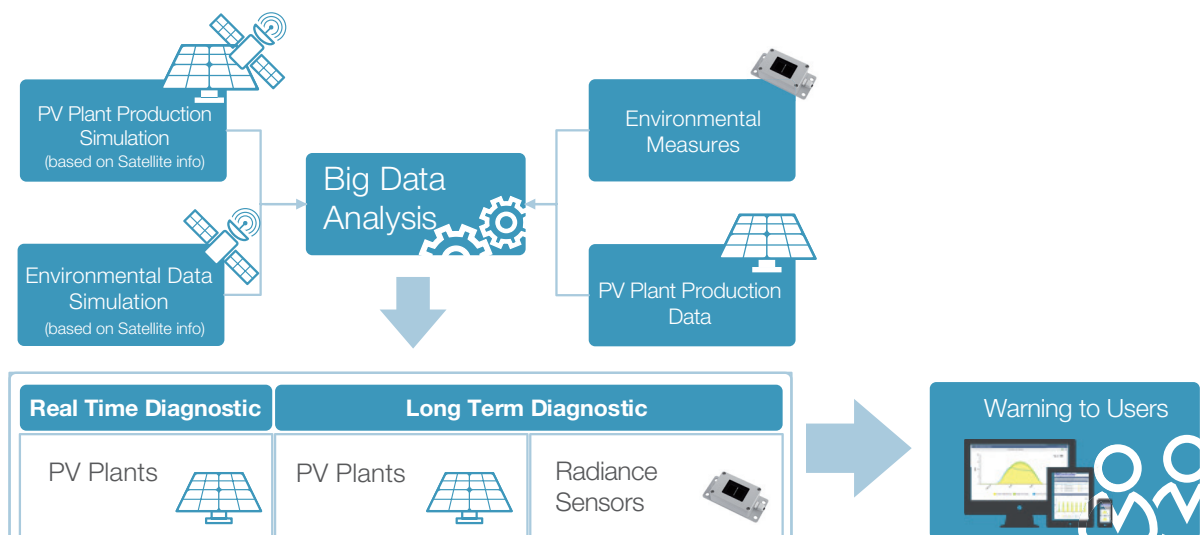 PV Plant Production
Simulation
(based on Satellite info)
Environmental Data
Simulation
(based on Satellite info)
Big Data
Analysis
Environmental
Measures
PV Plant Production
Data
Real Time Diagnostic
Long Term Diagnostic
PV Plants
PV Plants
Radiance
Sensors
Warning to Users